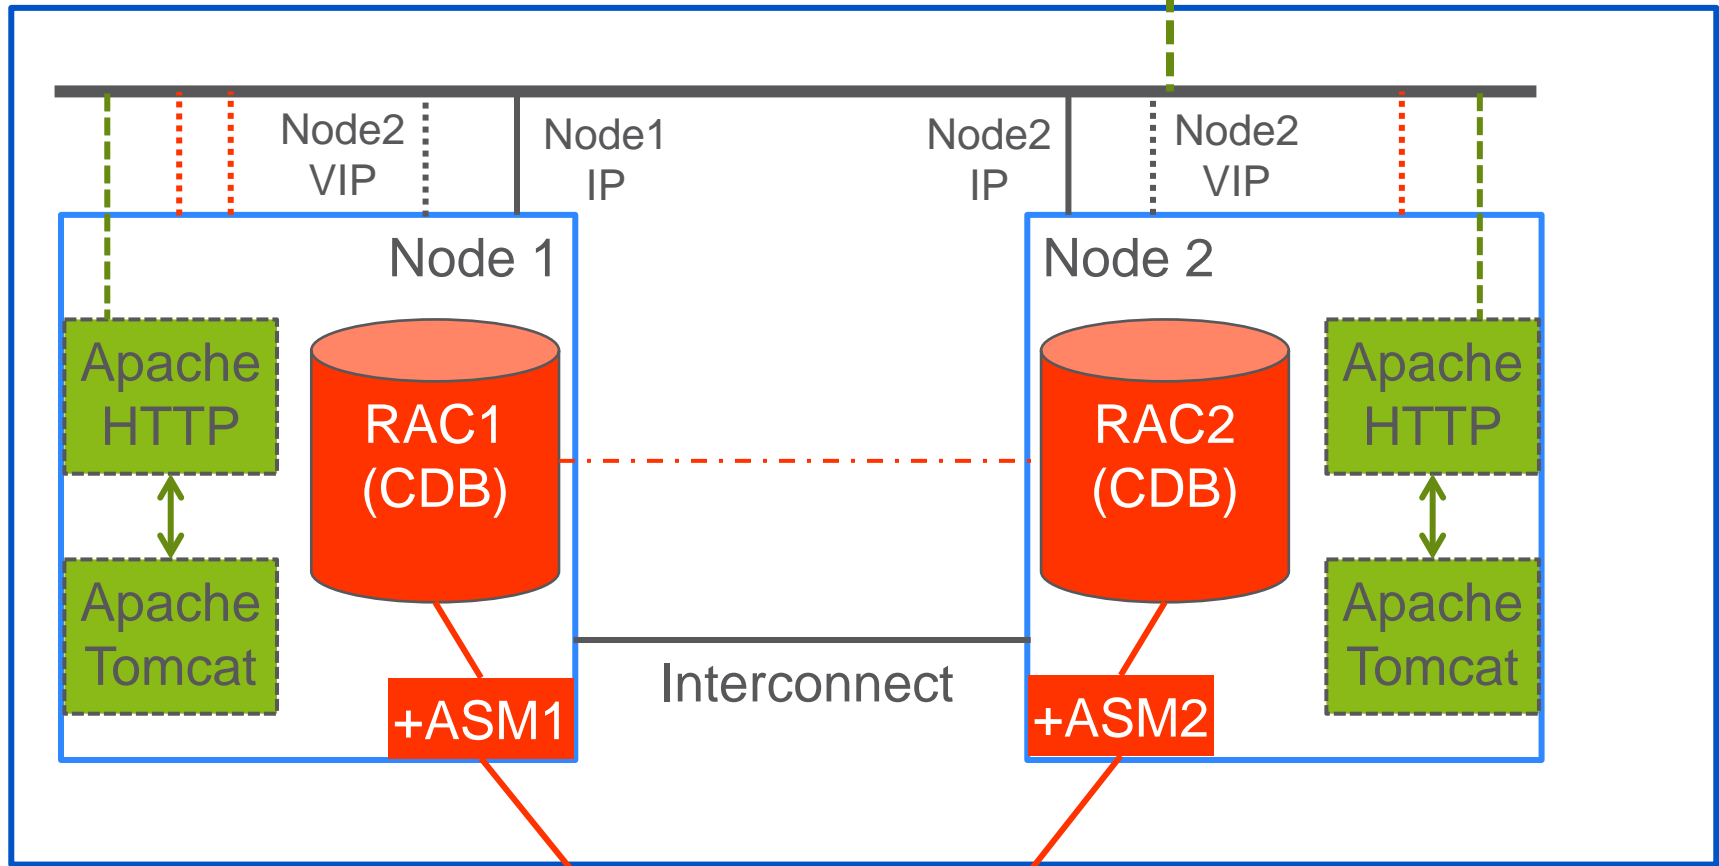 Node2
VIP
Node1
IP
Node2
IP
Node2
VIP
Node 1
Node 2
Apache
HTTP
RAC1
(CDB)
RAC2
(CDB)
Apache
HTTP
Apache
Tomcat
Interconnect
Apache
Tomcat
+ASM1
+ASM2